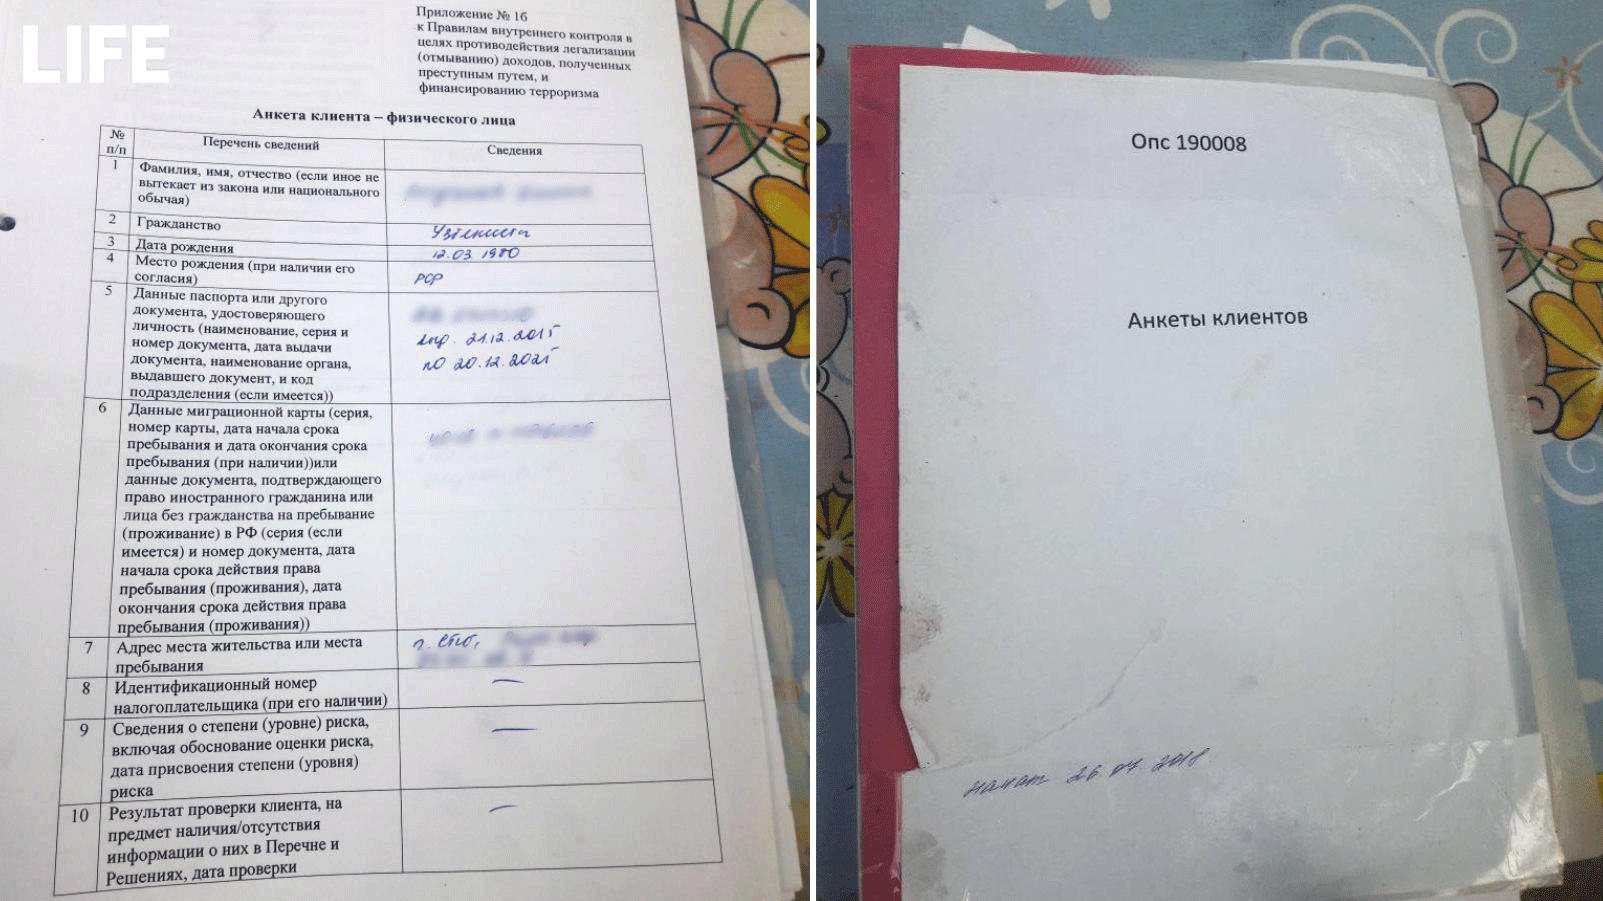 LIFE
Приложение № 16
к Правилам внутреннего контроля в
целях противодействия легализации
(отмыванию) доходов, полученных
преступным путем, и
финансированию терроризма
Анкета клиента – физического лица
№ п/п Перечень сведений Сведения
1 Фамилия, имя, отчество (если иное не
вытекает из закона или национального
обычая)
2 Гражданство
3 Дата рождения 12.03.1980
4 Место рождения (при наличии его
согласия)
5 Данные паспорта или другого
документа, удостоверяющего
личность (наименование, серия и
номер документа, дата выдачи 21.12.2015
документа, наименование органа, по 20.12.2025
выдавшего документ, и код
подразделения (если имеется))
6 Данные миграционной карты (серия,
номер карты, дата начала срока
пребывания и дата окончания срока
пребывания (при наличии))или
данные документа, подтверждающего
право иностранного гражданина или
лица без гражданства на пребывание
(проживание) в РФ (серия (если
имеется) и номер документа, дата
начала срока действия права
пребывания (проживания), дата
окончания срока действия права
пребывания (проживания))
7 Адрес места жительства или места г. СПб,
пребывания
8 Идентификационный номер —
налогоплательщика (при его наличии)
9 Сведения о степени (уровне) риска, —
включая обоснование оценки риска,
дата присвоения степени (уровня)
риска
10 Результат проверки клиента, на —
предмет наличия/отсутствия
информации о них в Перечне и
Решениях, дата проверки
Опс 190008
Анкеты клиентов
начат 26.07.2018